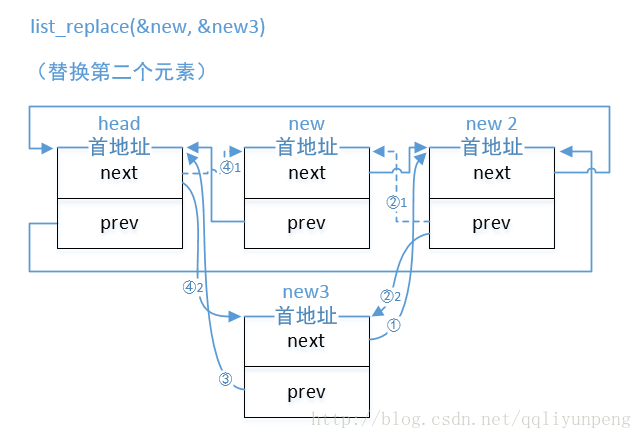 list_replace(&new, &new3)
（替换第二个元素）
head
new
new 2
首地址
首地址
首地址
next
④1
next
next
②1
prev
prev
prev
④2
new3
②2
首地址
①
next
③
prev
http://blog.csdn.net/qqliyunpeng